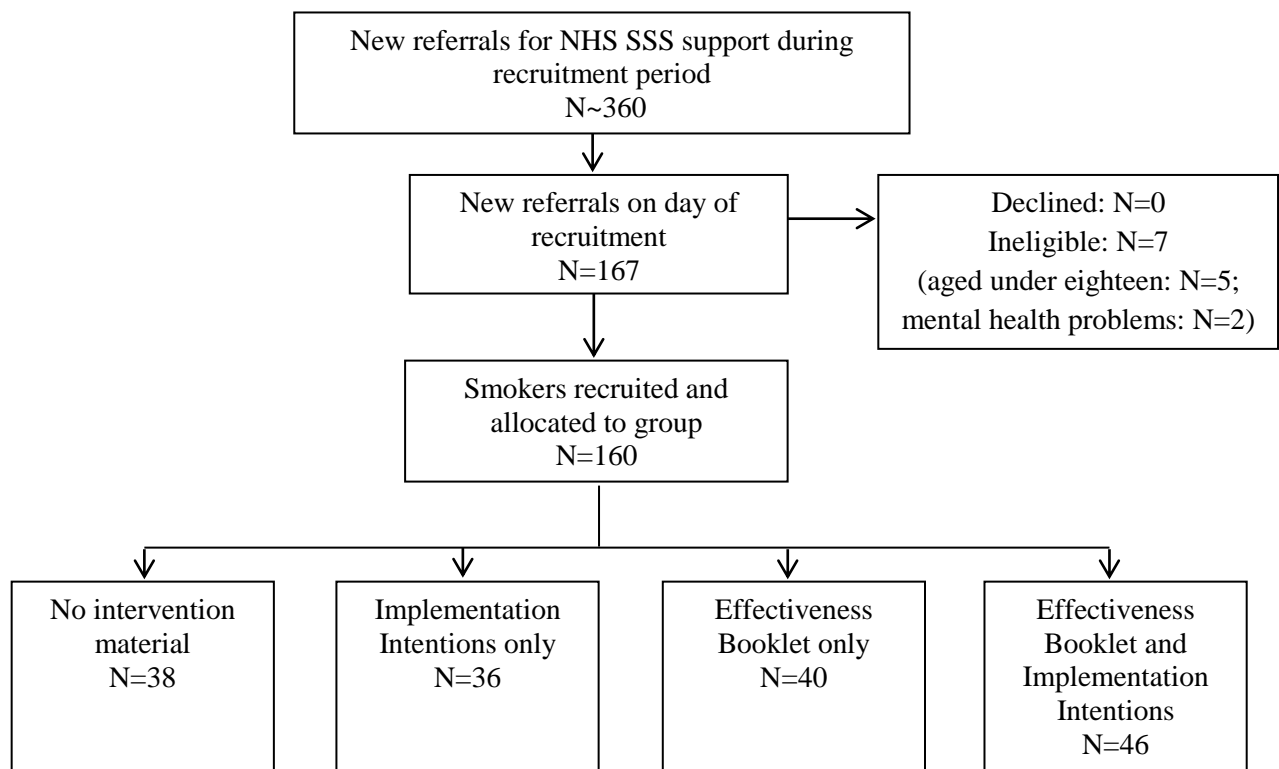 New referrals for NHS SSS support during
recruitment period
N~360
New referrals on day of
recruitment
N=167
Declined: N=0
Ineligible: N=7
(aged under eighteen: N=5;
mental health problems: N=2)
Smokers recruited and
allocated to group
N=160
No intervention
material
N=38
Implementation
Intentions only
N=36
Effectiveness
Booklet only
N=40
Effectiveness
Booklet and
Implementation
Intentions
N=46